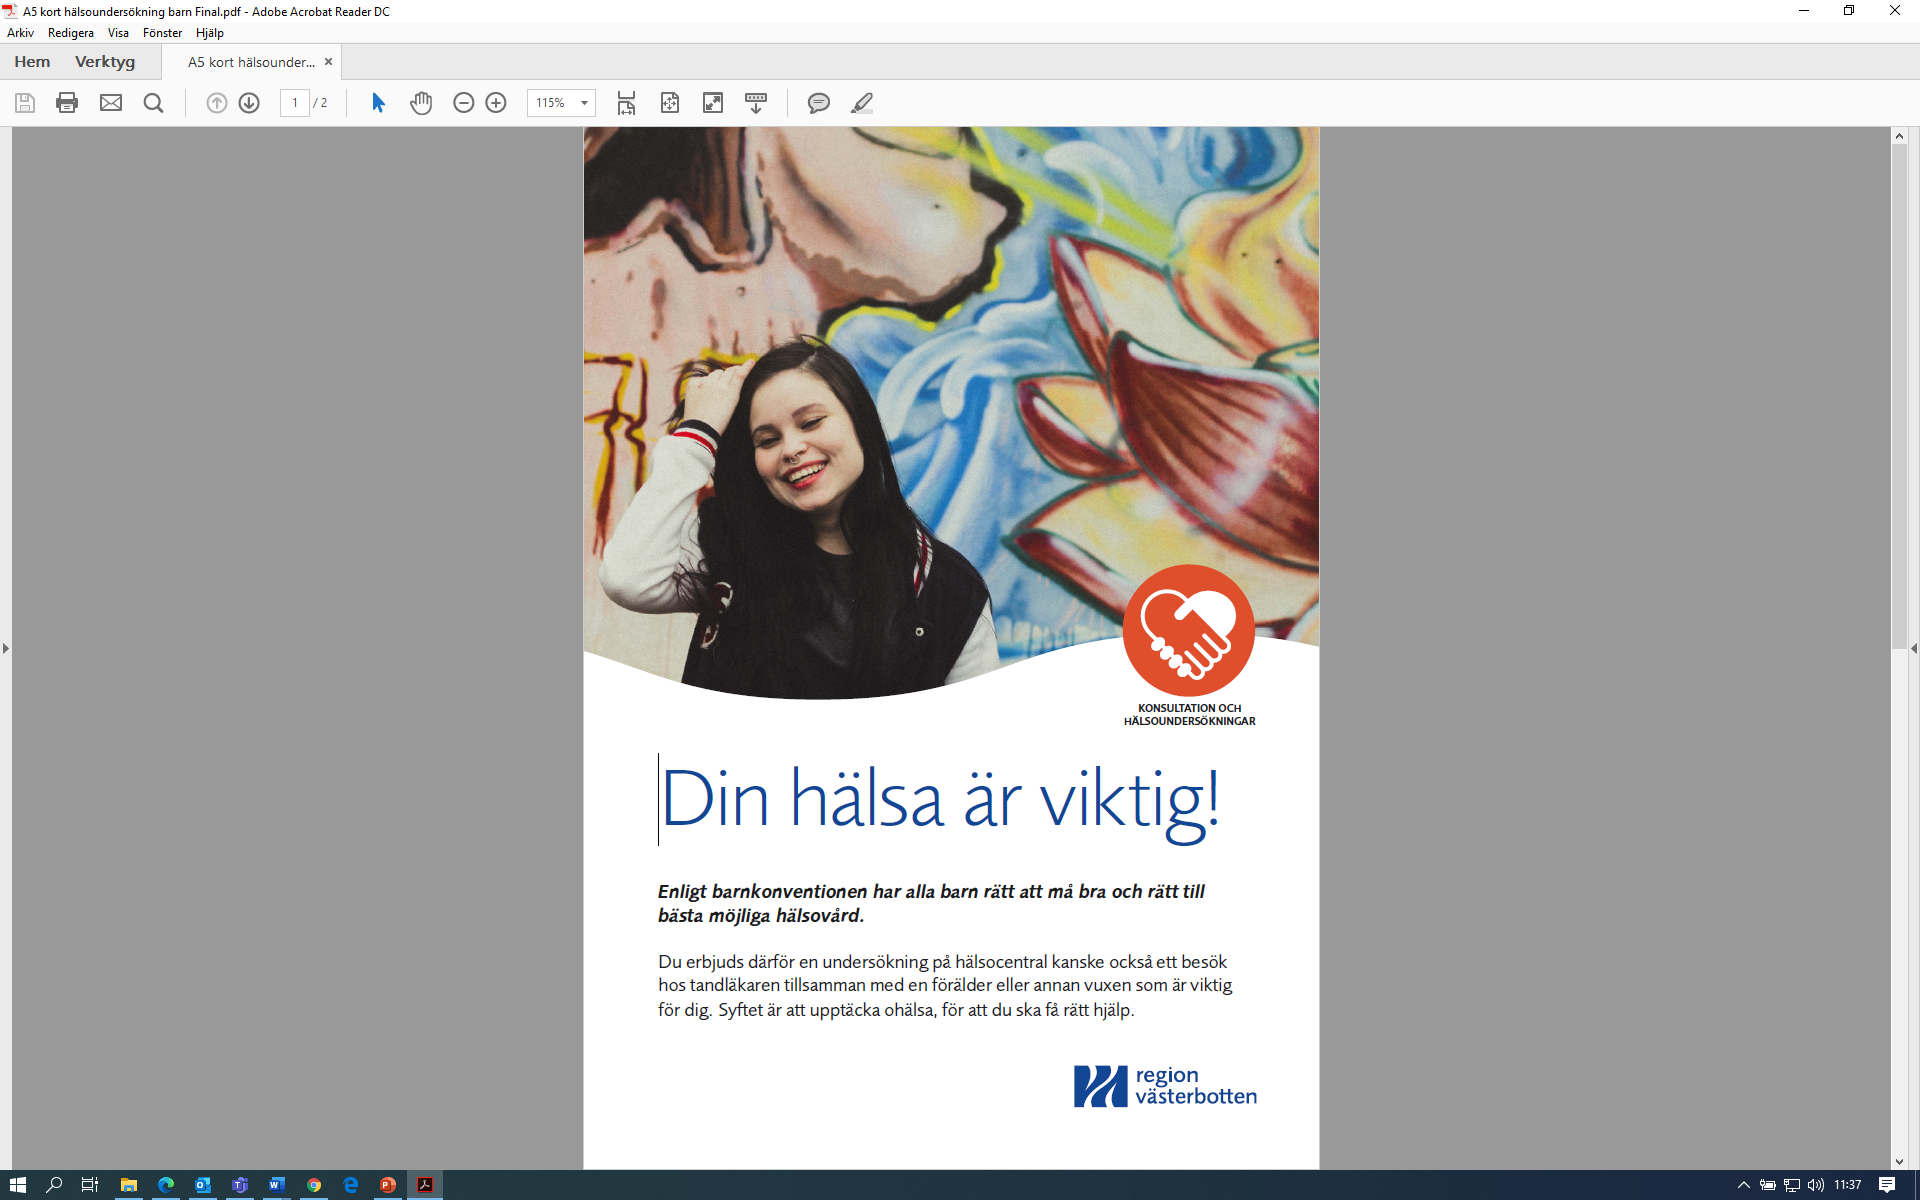 A5 kort hälsoundersökning barn Final.pdf - Adobe Acrobat Reader DC
Arkiv Redigera Visa Fönster Hjälp
Hem Verktyg A5 kort hälsounder... ×
1 / 2 115%
KONSULTATION OCH
HÄLSOUNDERSÖKNINGAR
Din hälsa är viktig!
Enligt barnkonventionen har alla barn rätt att må bra och rätt till
bästa möjliga hälsovård.
Du erbjuds därför en undersökning på hälsocentral kanske också ett besök
hos tandläkaren tillsamman med en förälder eller annan vuxen som är viktig
för dig. Syftet är att upptäcka ohälsa, för att du ska få rätt hjälp.
region
västerbotten
11:37